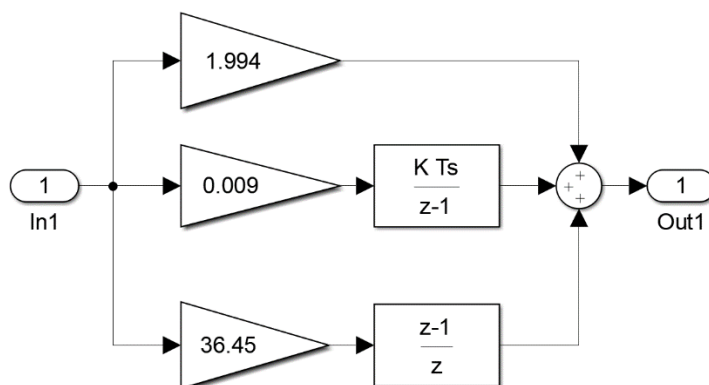 1.994
1
In1
0.009
K Ts
z-1
+
+
+
1
Out1
36.45
z-1
z